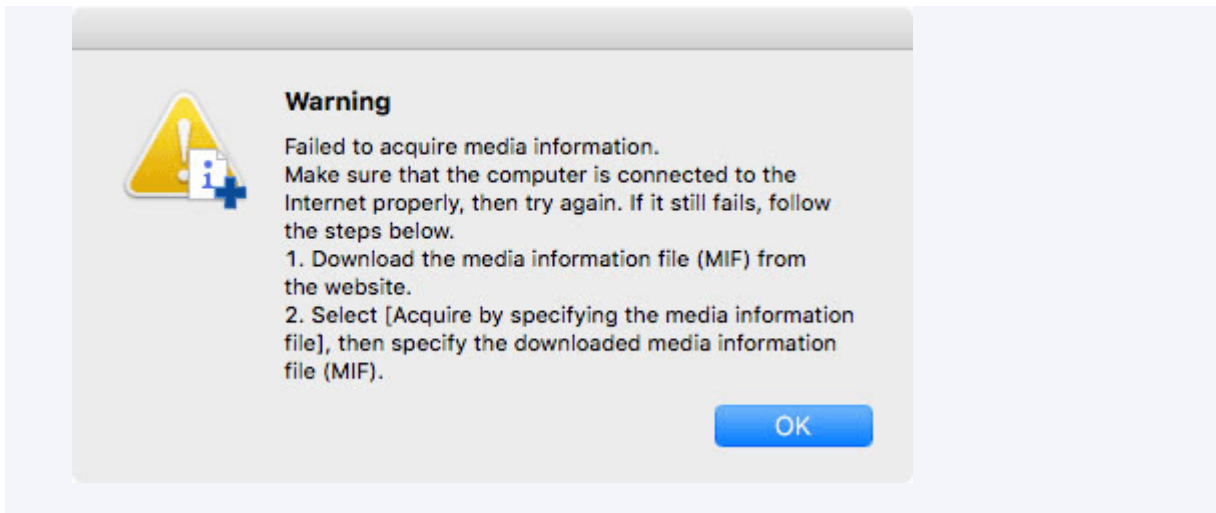 Warning
Failed to acquire media information.
Make sure that the computer is connected to the
Internet properly, then try again. If it still fails, follow
the steps below.
1. Download the media information file (MIF) from
the website.
2. Select [Acquire by specifying the media information
file], then specify the downloaded media information
file (MIF).
OK